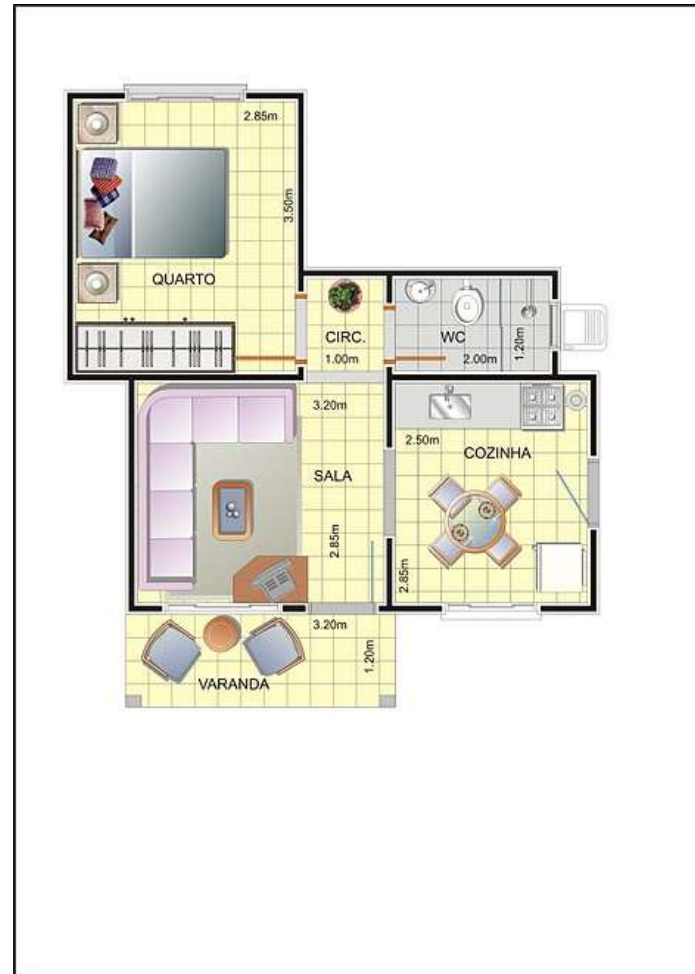 2.85m
3.50m
QUARTO
CIRC.
1.00m
WC
2.00m
1.20m
3.20m
SALA
2.85m
2.50m
COZINHA
2.85m
3.20m
1.20m
VARANDA